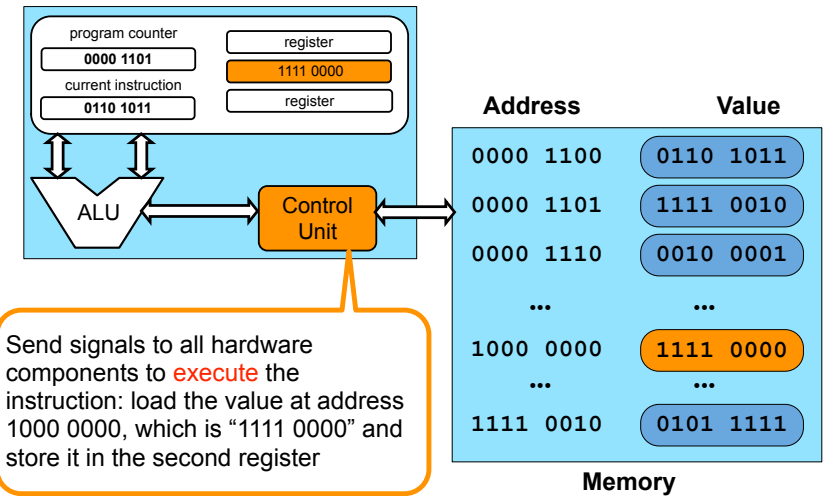 program counter
0000 1101
current instruction
0110 1011
register
1111 0000
register
ALU
Control
Unit
Send signals to all hardware
components to execute the
instruction: load the value at address
1000 0000, which is “1111 0000” and
store it in the second register
Address Value
0000 1100 0110 1011
0000 1101 1111 0010
0000 1110 0010 0001
... ...
1000 0000 1111 0000
... ...
1111 0010 0101 1111
Memory